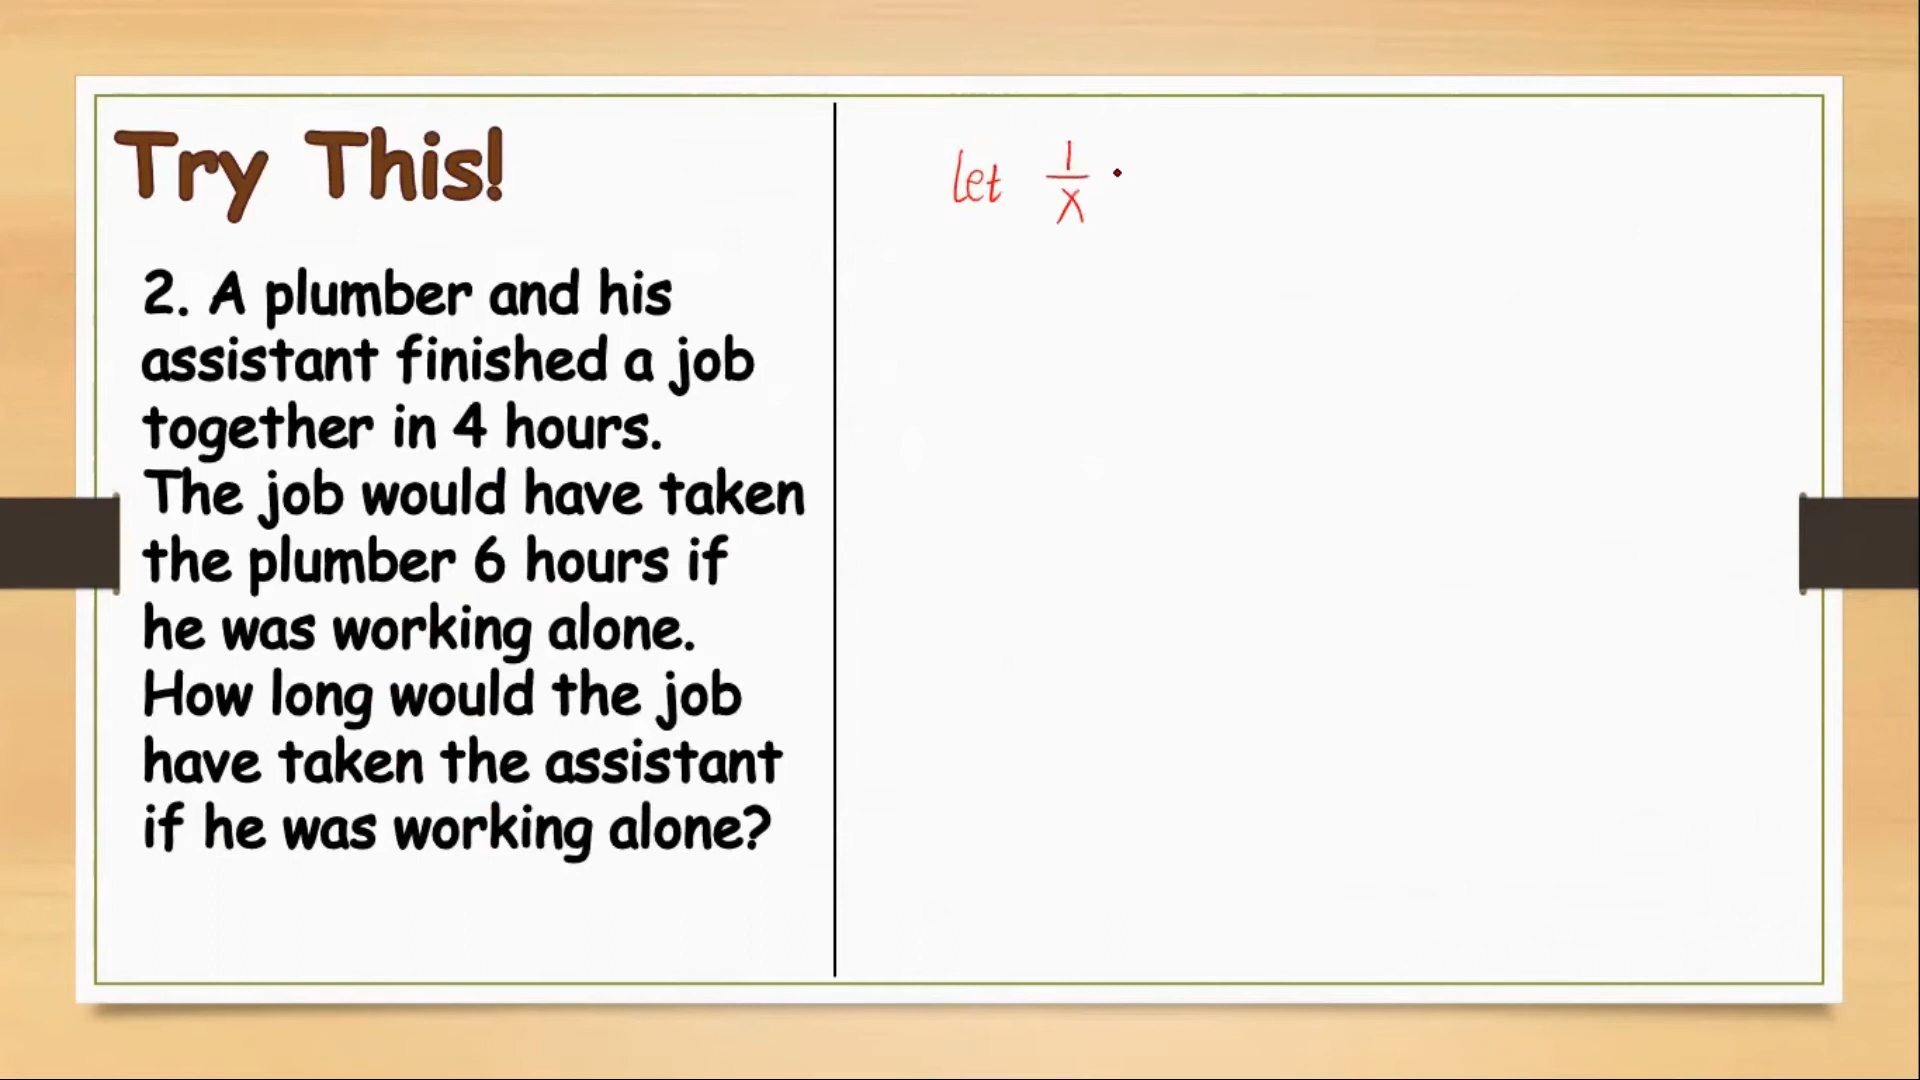 Try This!
2. A plumber and his
assistant finished a job
together in 4 hours.
The job would have taken
the plumber 6 hours if
he was working alone.
How long would the job
have taken the assistant
if he was working alone?
let 1/x